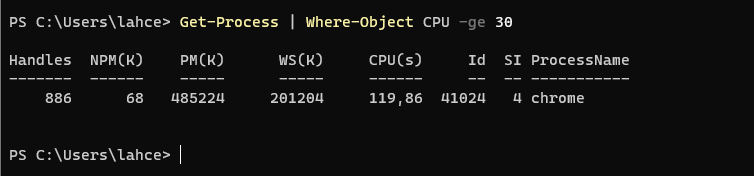 PS C:\Users\lahce> Get-Process | Where-Object CPU -ge 30
Handles  NPM(K)    PM(K)      WS(K)     CPU(s)     Id  SI ProcessName
-------  ------    -----      -----     ------     --  -- -----------
    886      68   485224     201204     119,86  41024   4 chrome
PS C:\Users\lahce>